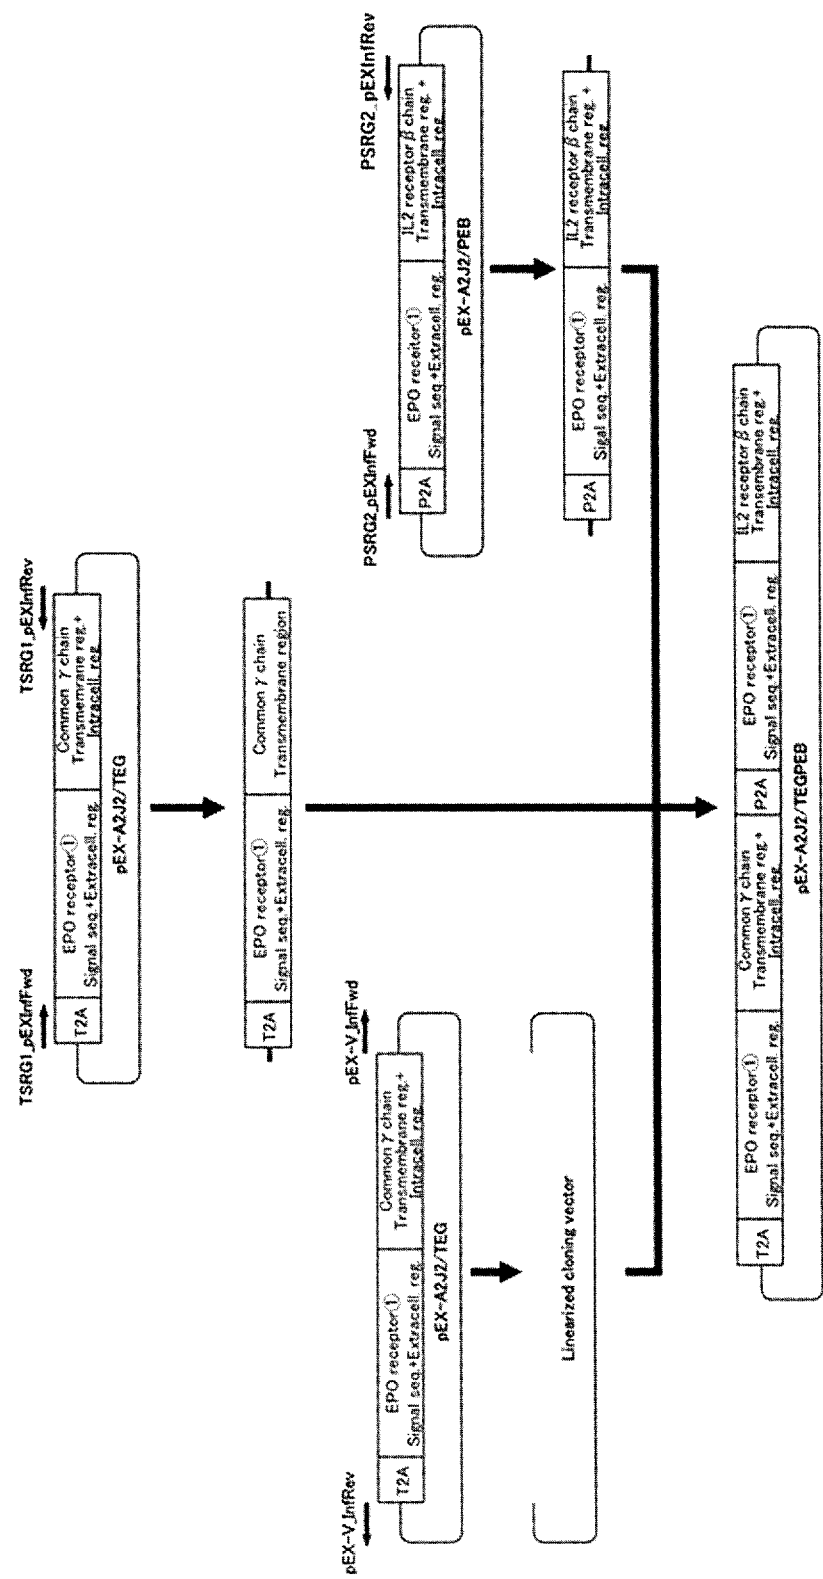 TSRG1_pEXInfFwd
TSRG1_pEXInfRev
T2A
EPO receptor①
Signal seq.+Extracell. reg.
Common γ chain
Transmemrane reg.+
Intracell. reg.
pEX-A2J2/TEG
T2A
EPO receptor①
Signal seq.+Extracell. reg.
Common γ chain
Transmembrane region
pEX-V_InfRev
pEX-V_InfFwd
T2A
EPO receptor①
Signal seq.+Extracell. reg.
Common γ chain
Transmembrane reg.+
Intracell. reg.
pEX-A2J2/TEG
Linearized cloning vector
PSRG2_pEXInfFwd
PSRG2_pEXInfRev
P2A
EPO receitor①
Signal seq.+Extracell. reg.
IL2 receptor β chain
Transmembrane reg. +
Intracell. reg.
pEX-A2J2/PEB
P2A
EPO receptor①
Sigal seq.+Extracell. reg.
IL2 receptor β chain
Transmembrane reg.+
Intracell. reg.
T2A
EPO receptor①
Signal seq.+Extracell. reg.
Common γ chain
Transmembrane reg.+
Intracell. reg.
P2A
EPO receptor①
Signal seq.+Extracell. reg.
IL2 receptor β chain
Transmembrane reg.+
Intracell. reg.
pEX-A2J2/TEGPEB